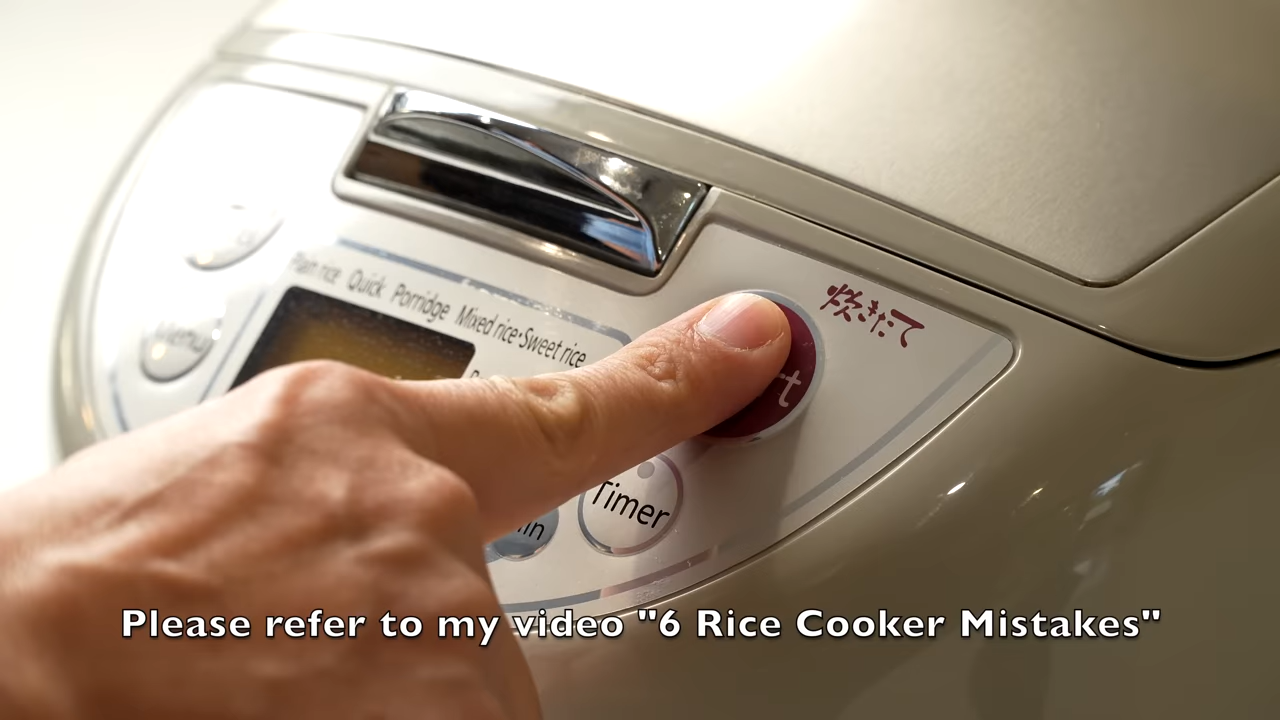 Plain rice Quick Porridge Mixed rice•Sweet rice
炊きたて
Menu
Timer
Please refer to my video "6 Rice Cooker Mistakes"